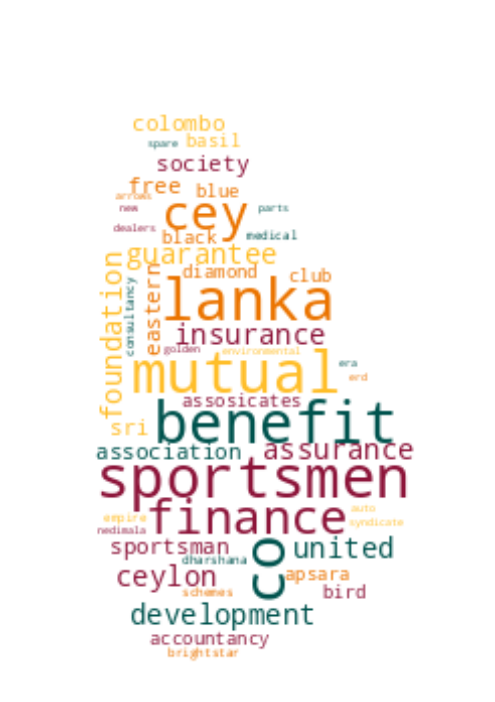 colombo
spare basil
society
free blue
arrows
new cey parts
dealers black medical
guarantee
diamond club
foundation
consultancy
eastern
lanka
insurance
golden environmental
mutual era
erd
assosicates
sri benefit
association assurance
sportsmen
empire finance auto
nedimala syndicate
sportsman co united
dharshana
ceylon apsara
schemes bird
development
accountancy
brightstar